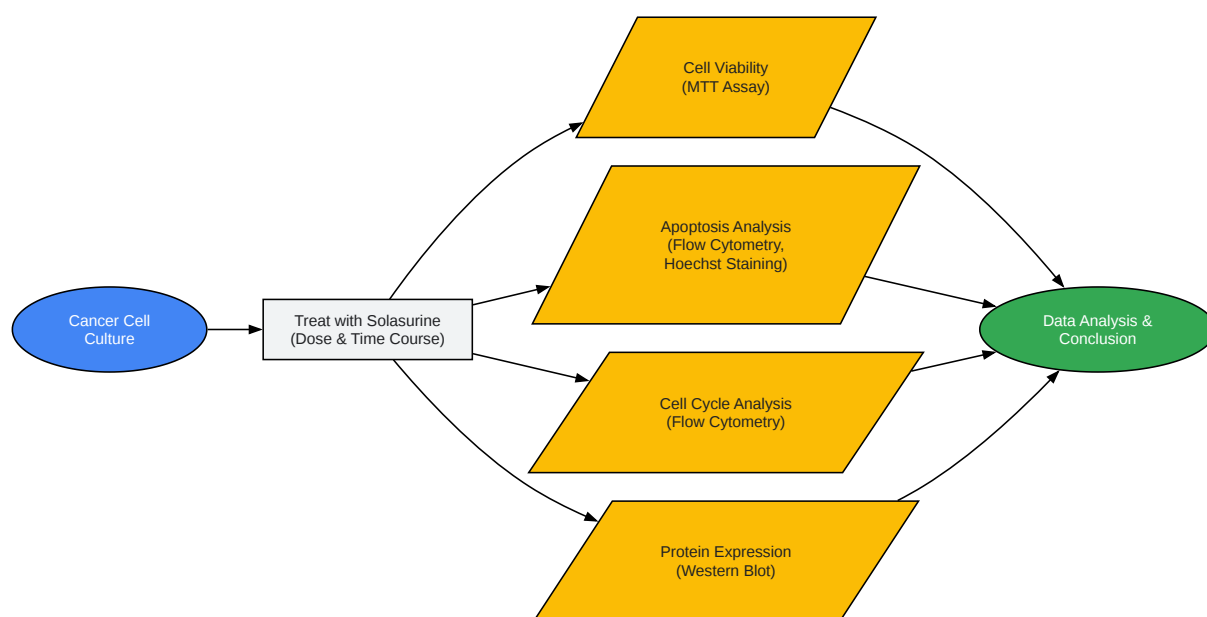 Cancer Cell
Culture
Treat with Solasurine
(Dose & Time Course)
Cell Viability
(MTT Assay)
Apoptosis Analysis
(Flow Cytometry,
Hoechst Staining)
Cell Cycle Analysis
(Flow Cytometry)
Protein Expression
(Western Blot)
Data Analysis &
Conclusion